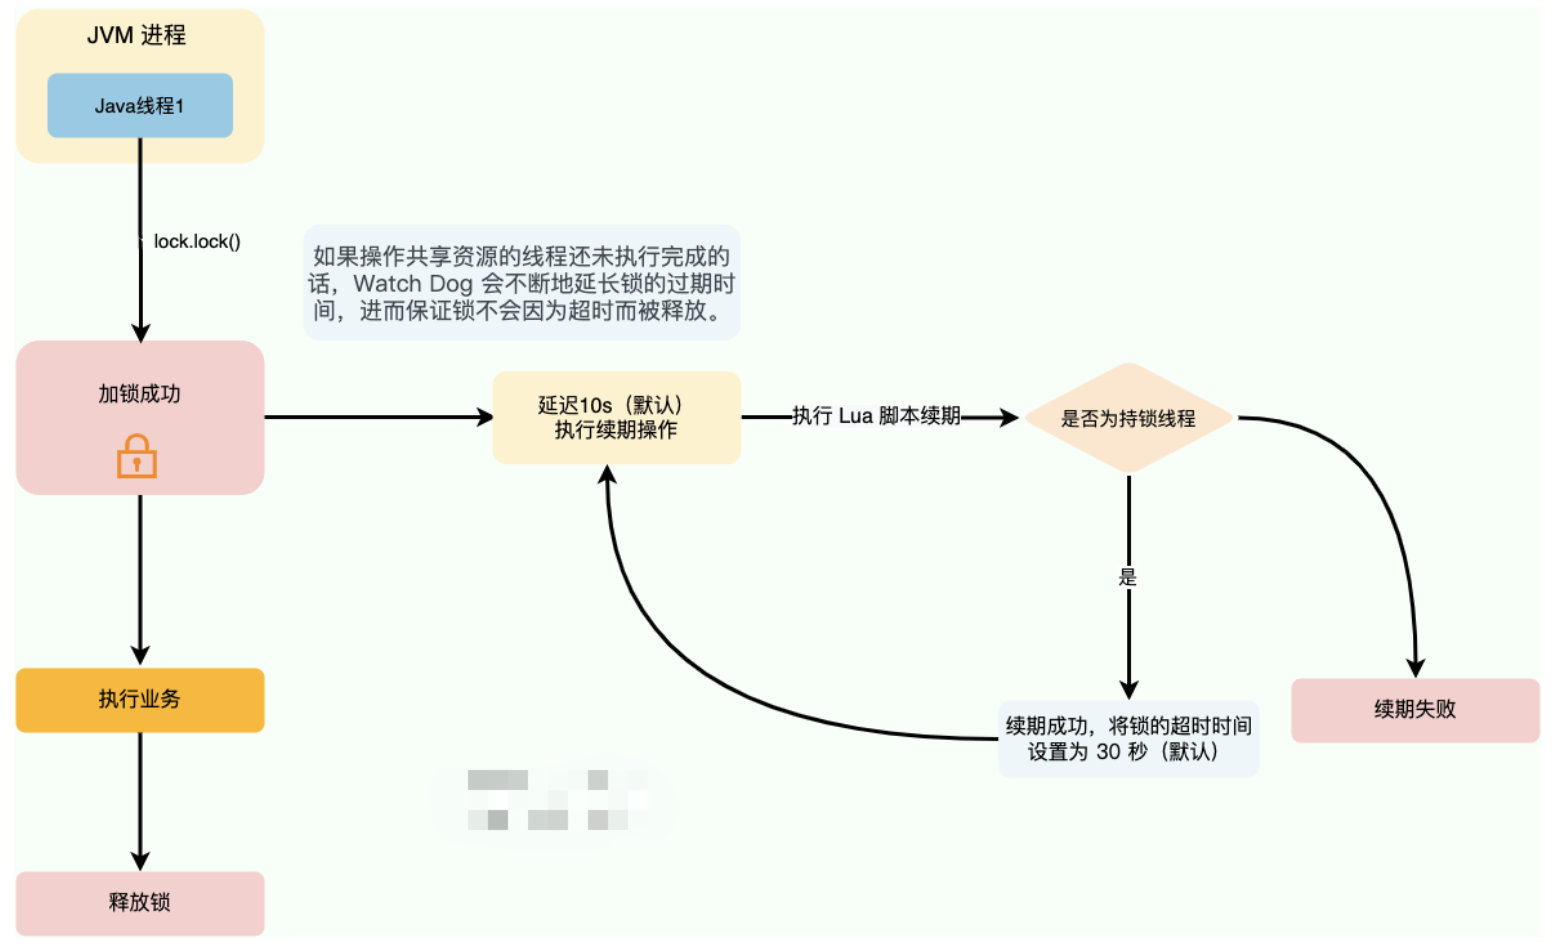 JVM 进程
Java线程1
lock.lock()
如果操作共享资源的线程还未执行完成的
话，Watch Dog 会不断地延长锁的过期时
间，进而保证锁不会因为超时而被释放。
加锁成功
延迟10s（默认）
执行续期操作
执行 Lua 脚本续期
是否为持锁线程
是
执行业务
续期成功，将锁的超时时间
设置为 30 秒（默认）
续期失败
释放锁